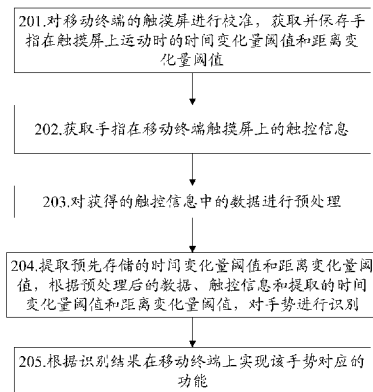 201.对移动终端的触摸屏进行校准，获取并保存手
指在触摸屏上运动时的时间变化量阈值和距离变
化量阈值
202.获取手指在移动终端触摸屏上的触控信息
203.对获得的触控信息中的数据进行预处理
204.提取预先存储的时间变化量阈值和距离变化量阈
值，根据预处理后的数据、触控信息和提取的时间
变化量阈值和距离变化量阈值，对手势进行识别
205.根据识别结果在移动终端上实现该手势对应的
功能